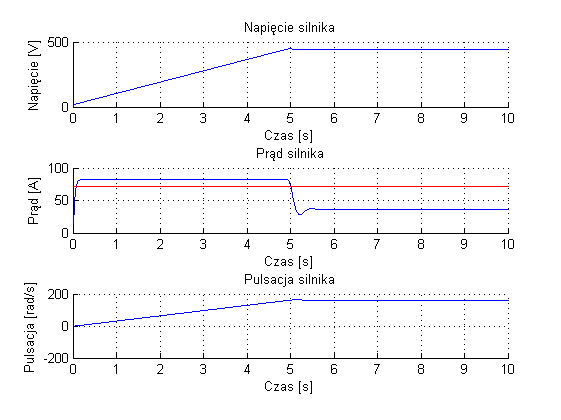 Napięcie silnika
Napięcie [V]
500
0
0 1 2 3 4 5 6 7 8 9 10
Czas [s]
Prąd silnika
Prąd [A]
100
50
0
0 1 2 3 4 5 6 7 8 9 10
Czas [s]
Pulsacja silnika
Pulsacja [rad/s]
200
0
-200
0 1 2 3 4 5 6 7 8 9 10
Czas [s]